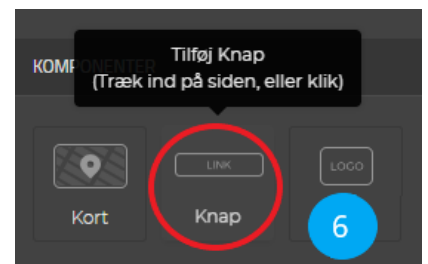 Tilføj Knap
(Træk ind på siden, eller klik)
KOMPONENTER
LINK
LOGO
Kort
Knap
6